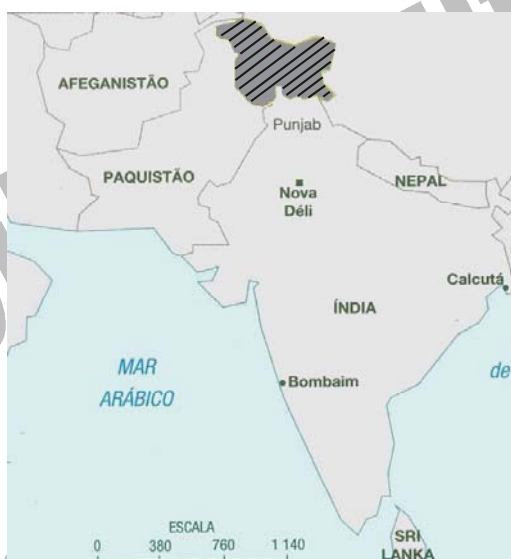 AFEGANISTÃO
Punjab
PAQUISTÃO
NEPAL
Nova
Déli
Calcutá
ÍNDIA
MAR
ARÁBICO
de
Bombaim
ESCALA
0 380 760 1 140
SRI
LANKA